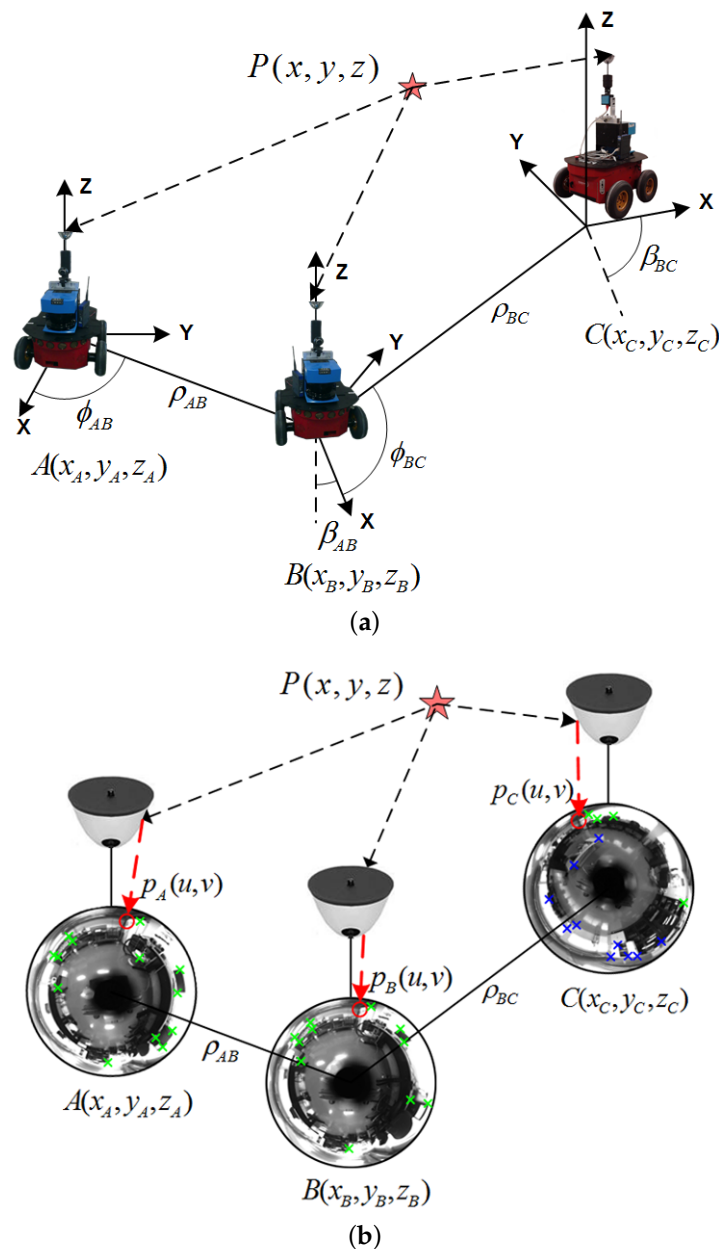 P(x, y, z)
Z
Y
X
β_BC
Z
ρ_BC
C(x_C, y_C, z_C)
Z
Y
Y
ρ_AB
X
ϕ_AB
ϕ_BC
A(x_A, y_A, z_A)
X
β_AB
B(x_B, y_B, z_B)
(a)
P(x, y, z)
p_C(u,v)
p_A(u,v)
p_B(u,v)
ρ_BC
C(x_C, y_C, z_C)
ρ_AB
A(x_A, y_A, z_A)
B(x_B, y_B, z_B)
(b)